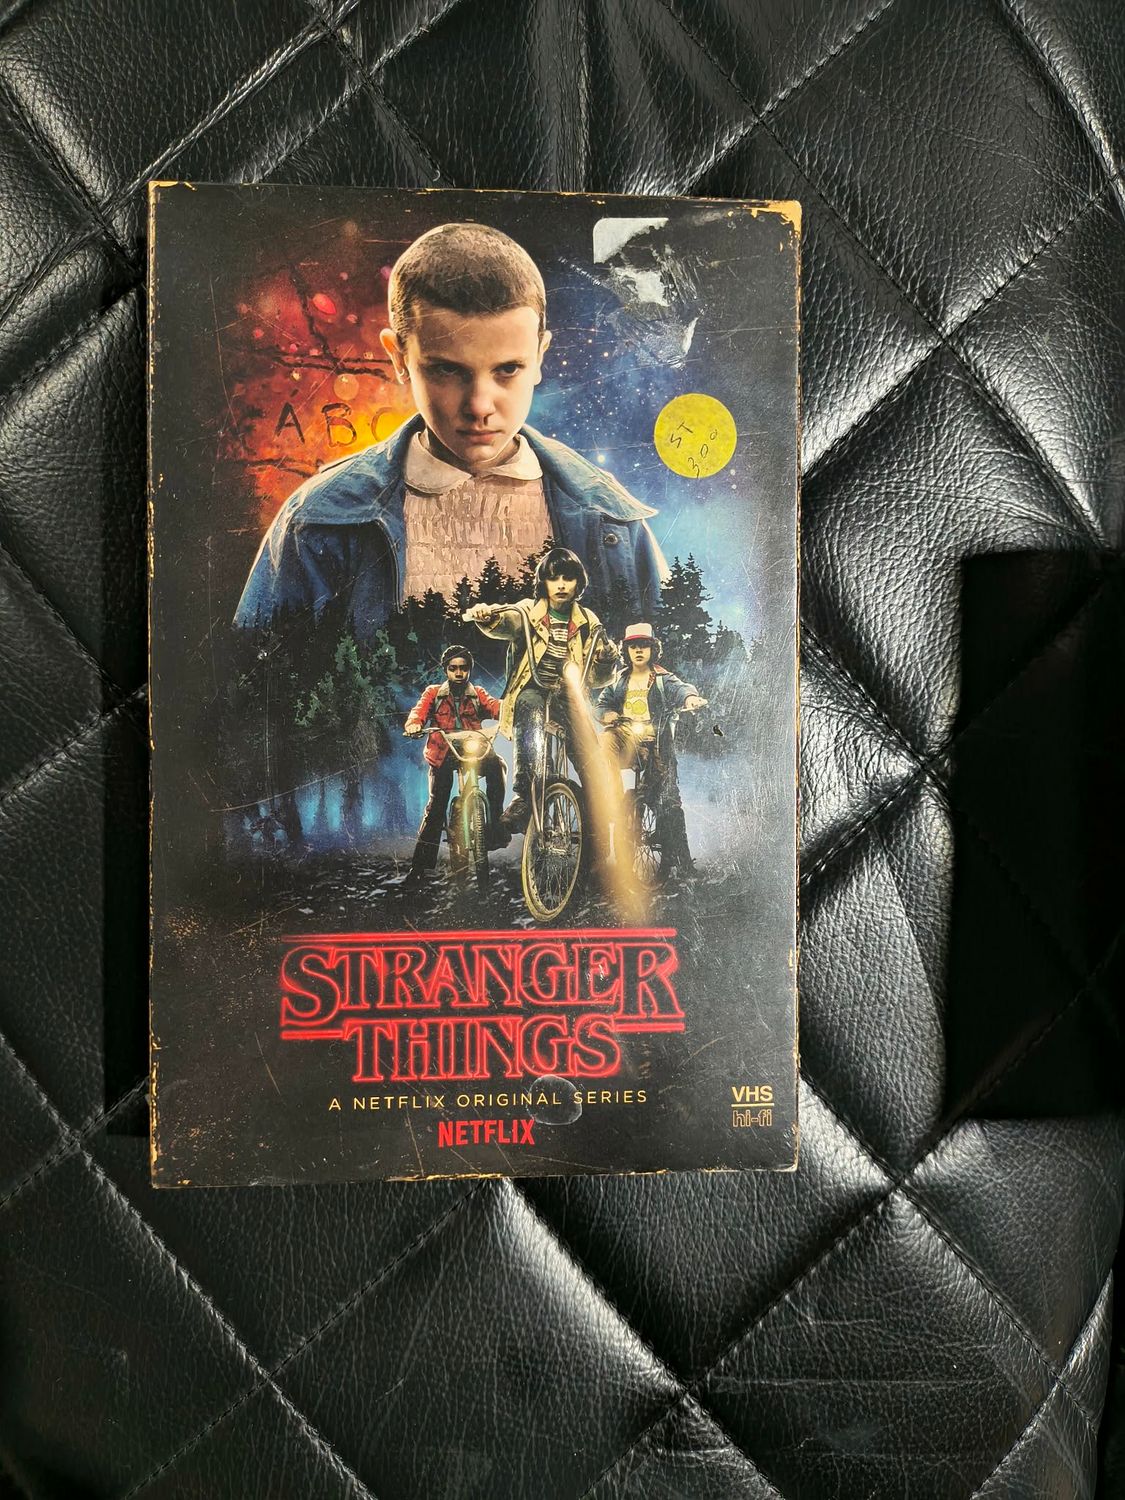 ABC
ST
300
STRANGER
THINGS
A NETFLIX ORIGINAL SERIES
NETFLIX
VHS
hi-fi